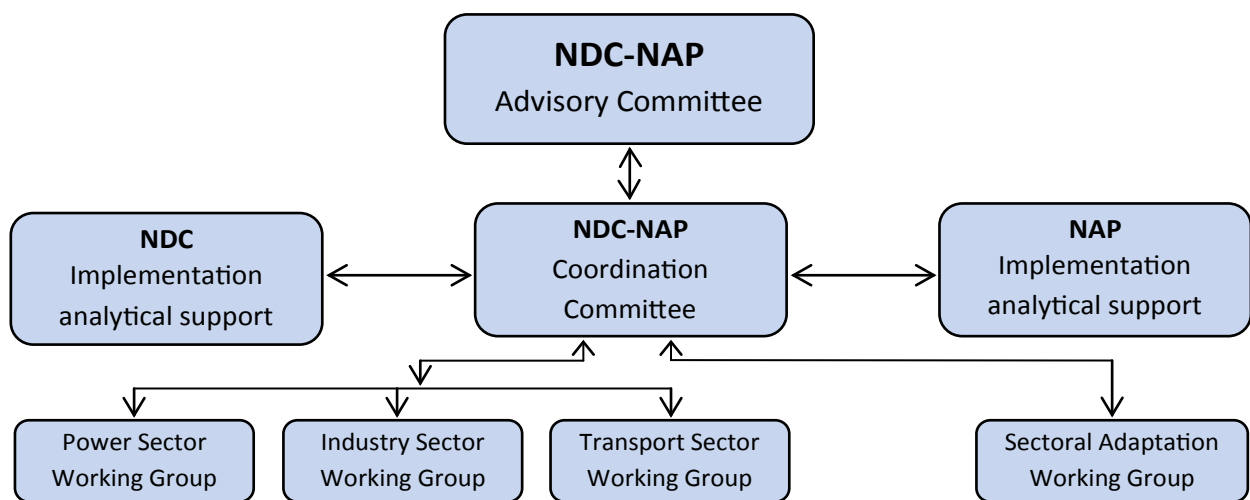 NDC-NAP
Advisory Committee
NDC
Implementation
analytical support
NDC-NAP
Coordination
Committee
NAP
Implementation
analytical support
Power Sector
Working Group
Industry Sector
Working Group
Transport Sector
Working Group
Sectoral Adaptation
Working Group